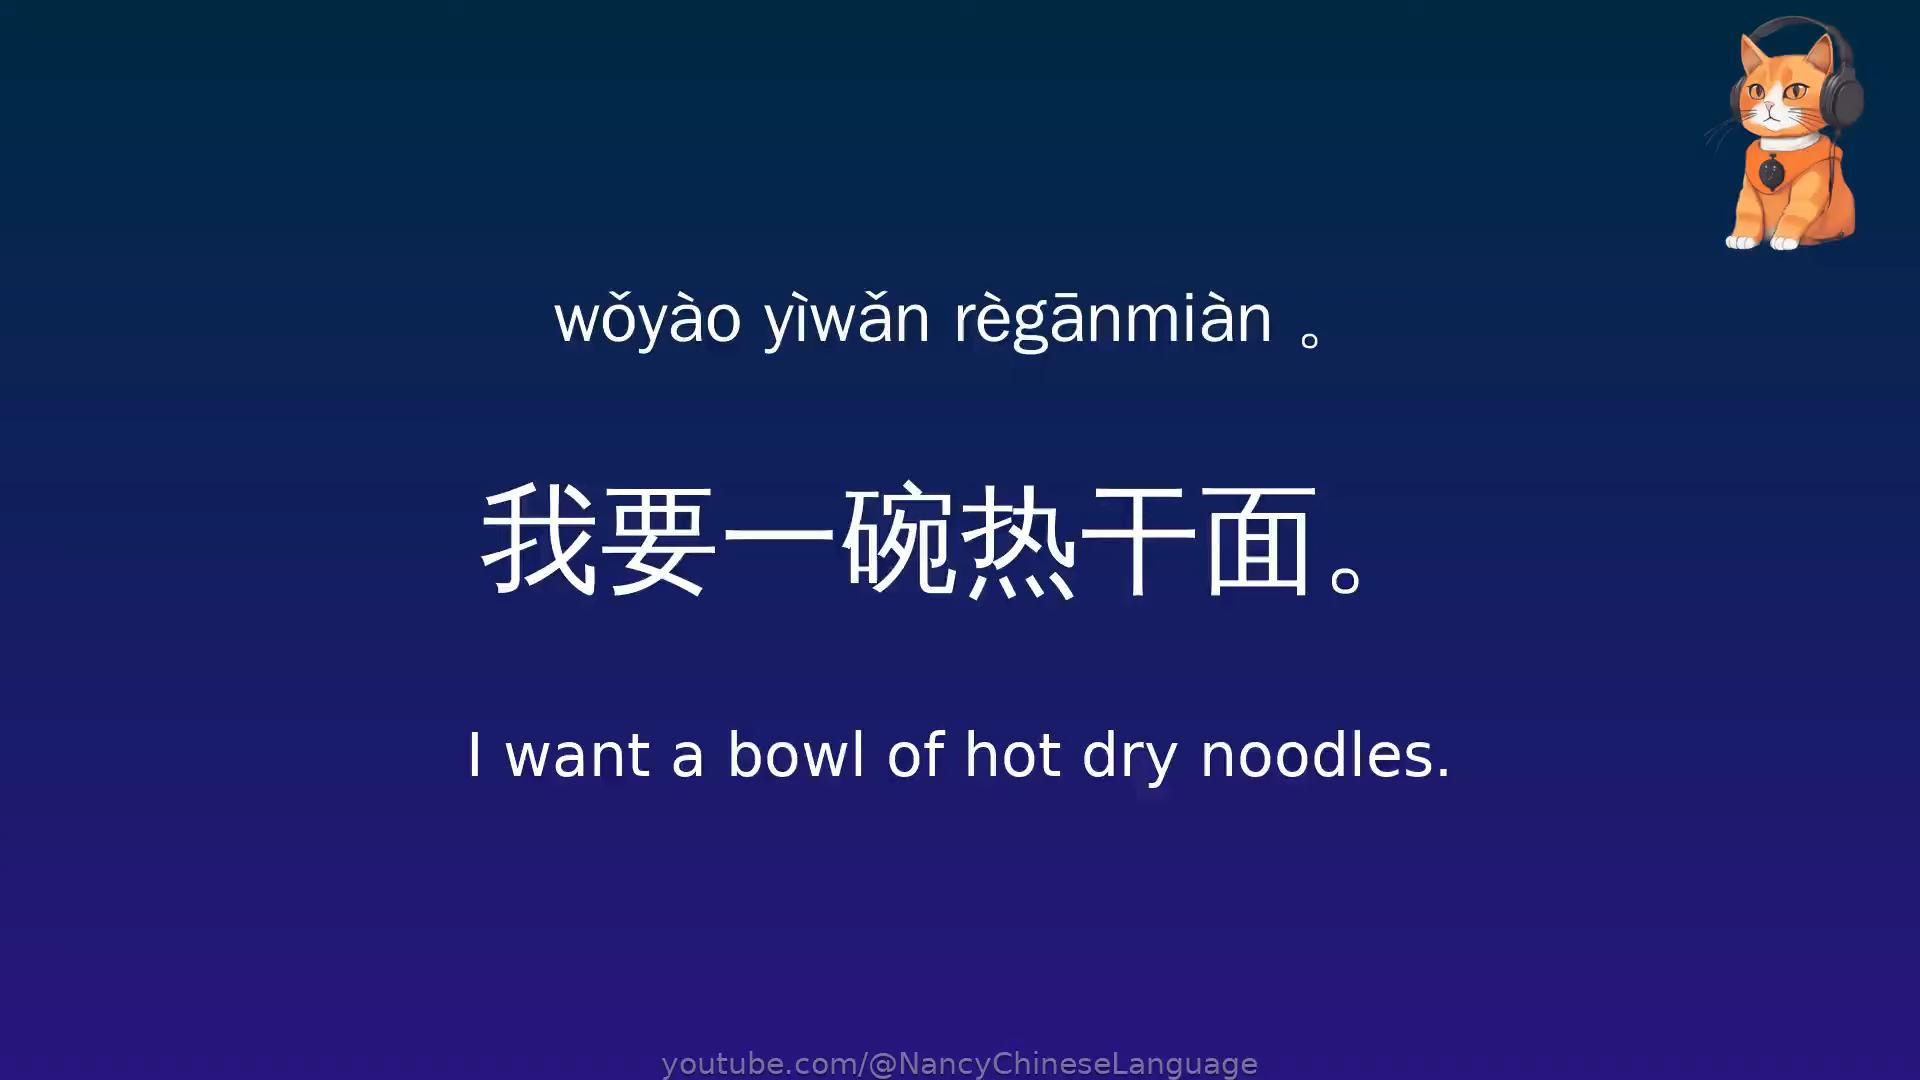 wǒyào yìwǎn règānmiàn 。
我要一碗热干面。
I want a bowl of hot dry noodles.
youtube.com/@NancyChineseLanguage